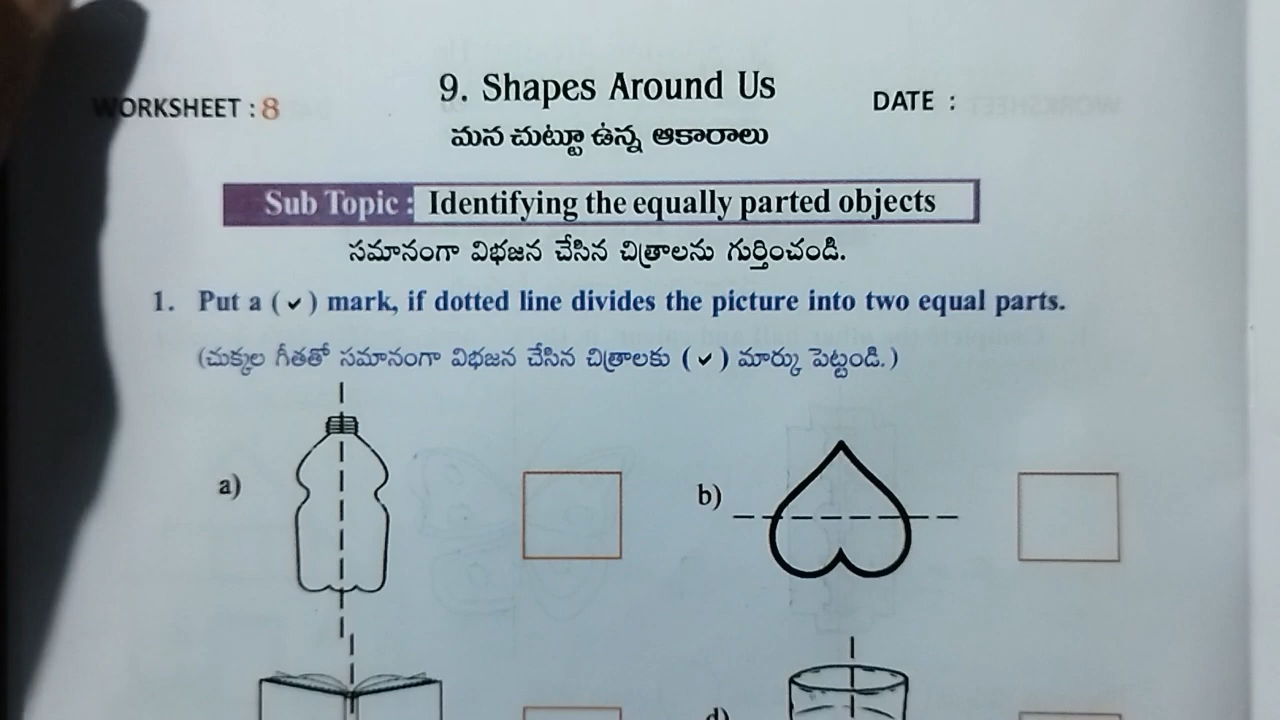 WORKSHEET : 8
9. Shapes Around Us
DATE :
మన చుట్టూ ఉన్న ఆకారాలు
Sub Topic : Identifying the equally parted objects
సమానంగా విభజన చేసిన చిత్రాలను గుర్తించండి.
1. Put a ( ✔ ) mark, if dotted line divides the picture into two equal parts.
(చుక్కల గీతతో సమానంగా విభజన చేసిన చిత్రాలకు ( ✔ ) మార్కు పెట్టండి.)
a)
b)
d)